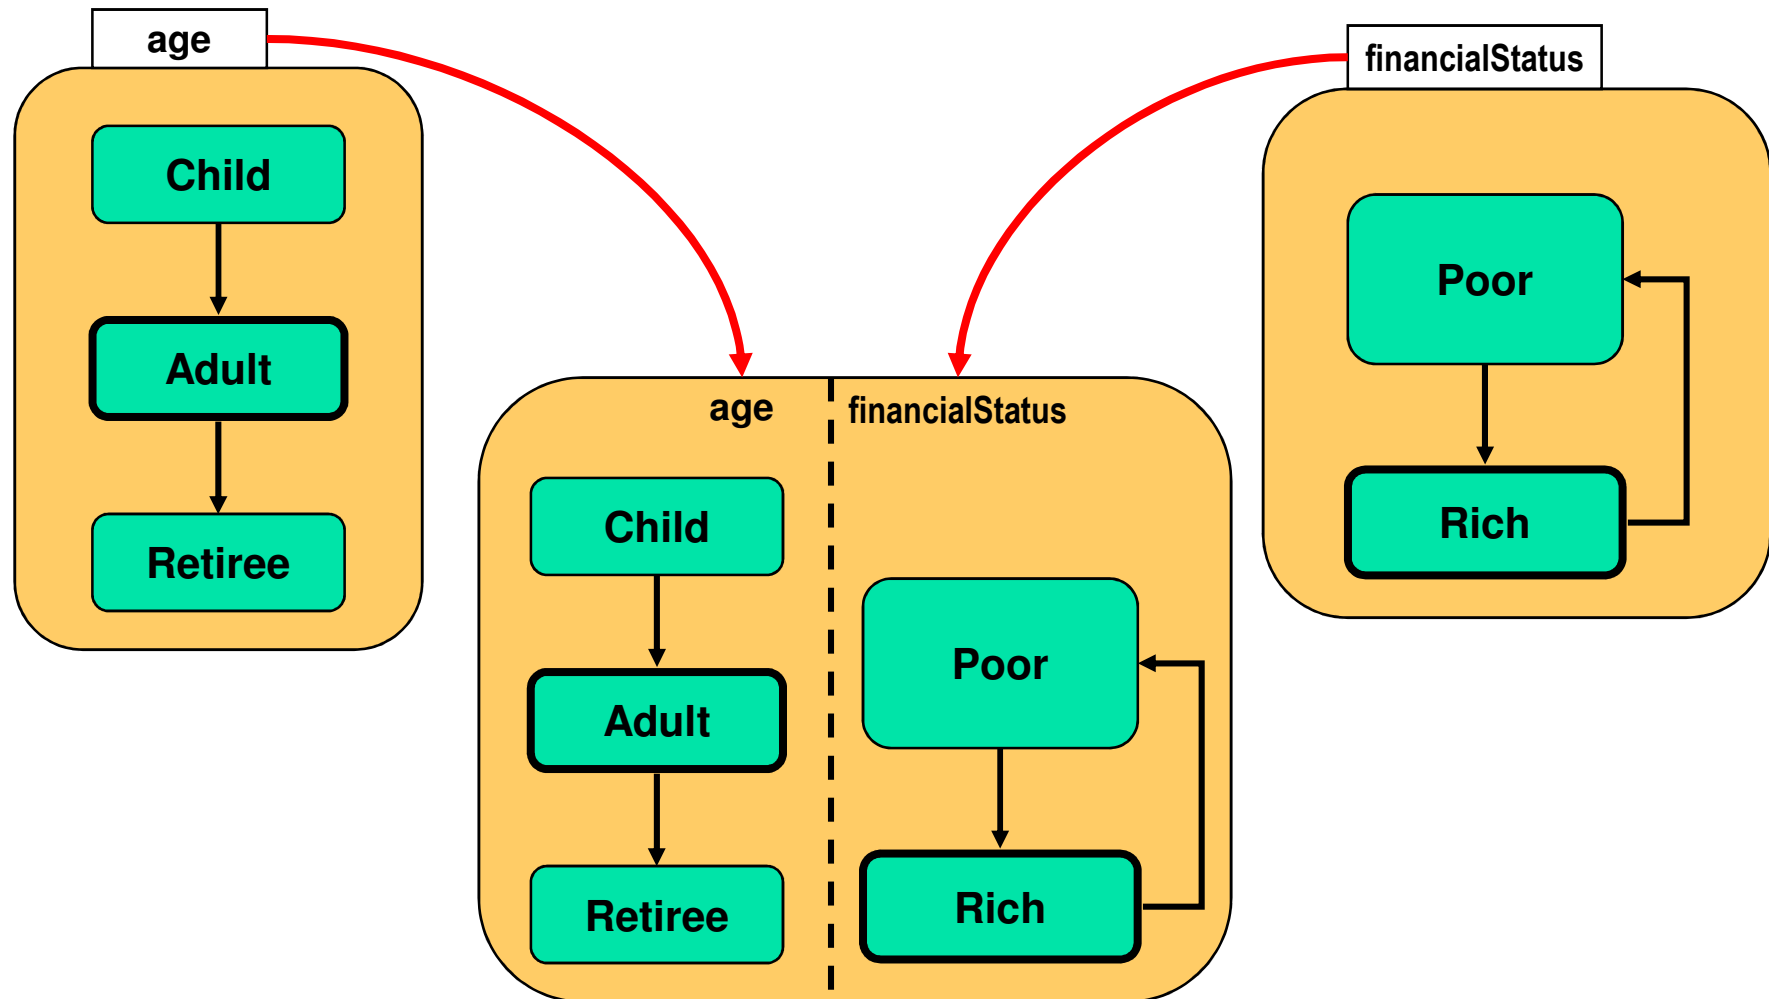 age
Child
Adult
Retiree
financialStatus
Poor
Rich
age
financialStatus
Child
Adult
Retiree
Poor
Rich